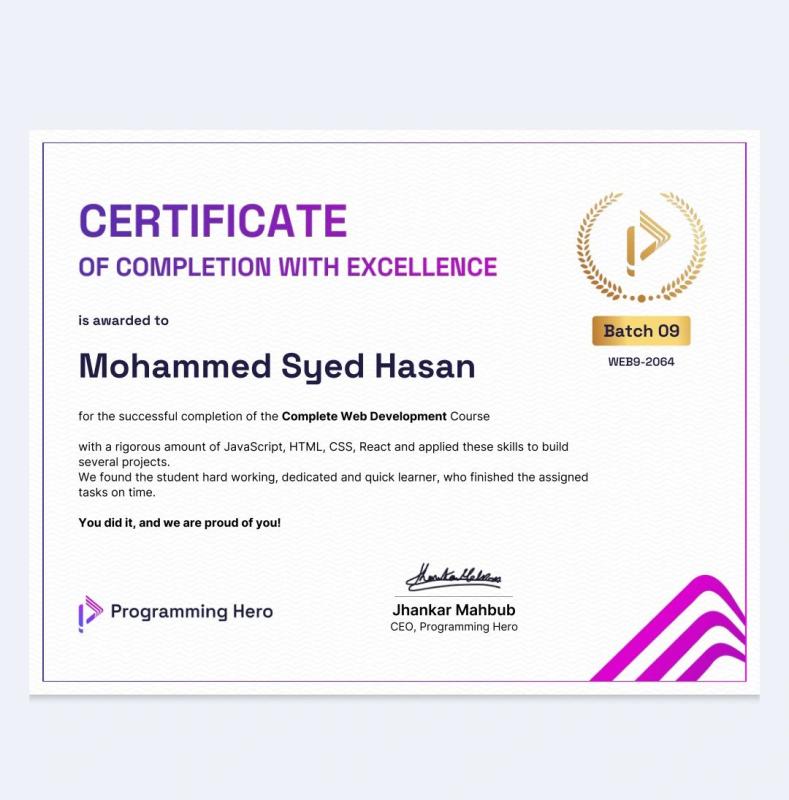 CERTIFICATE
OF COMPLETION WITH EXCELLENCE
is awarded to
Mohammed Syed Hasan
for the successful completion of the Complete Web Development Course
with a rigorous amount of JavaScript, HTML, CSS, React and applied these skills to build
several projects.
We found the student hard working, dedicated and quick learner, who finished the assigned
tasks on time.
You did it, and we are proud of you!
Batch 09
WEB9-2064
Programming Hero
Jhankar Mahbub
CEO, Programming Hero